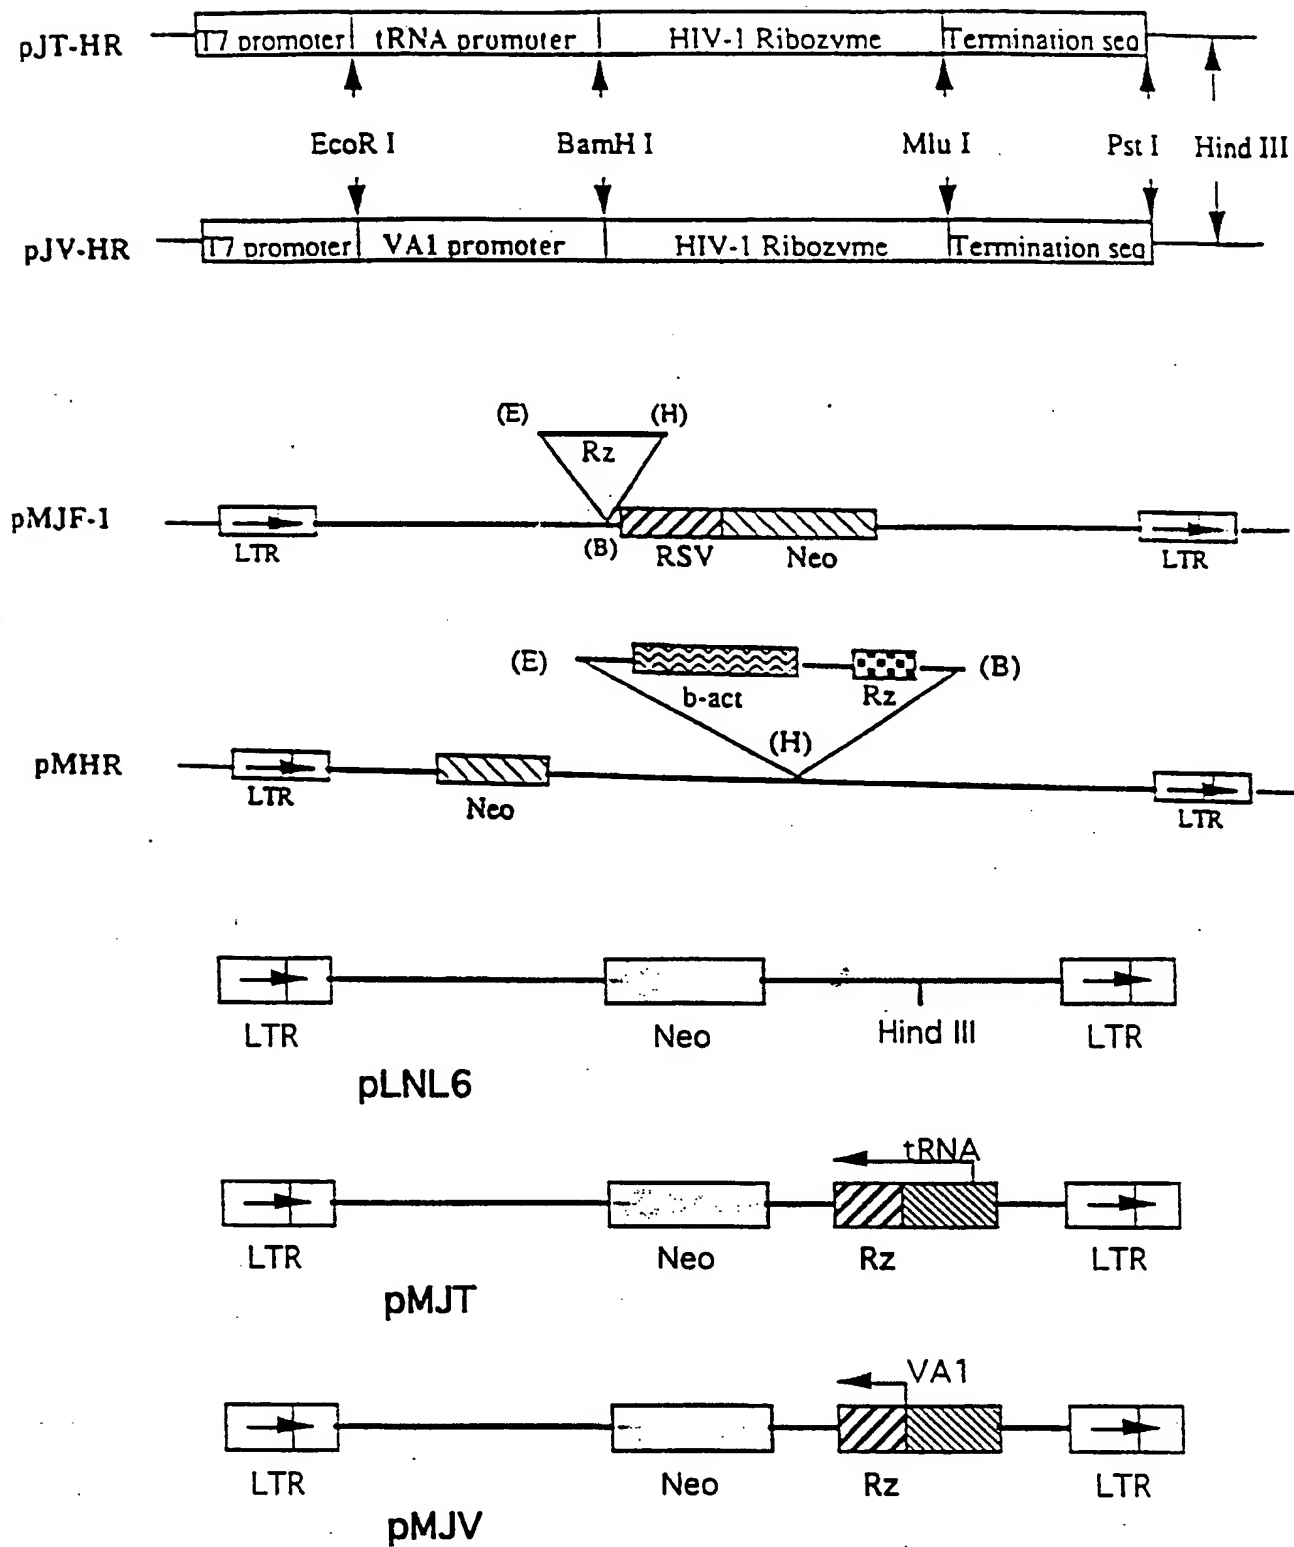 pJT-HR T7 promoter tRNA promoter HIV-1 Ribozyme Termination seq
EcoR I BamH I Mlu I Pst I Hind III
pJV-HR T7 promoter VA1 promoter HIV-1 Ribozyme Termination seq
(E) (H)
Rz
pMJF-1
LTR (B) RSV Neo LTR
(E) (B)
b-act Rz
(H)
pMHR
LTR Neo LTR
LTR Neo Hind III LTR
pLNL6
tRNA
LTR Neo Rz LTR
pMJT
VA1
LTR Neo Rz LTR
pMJV